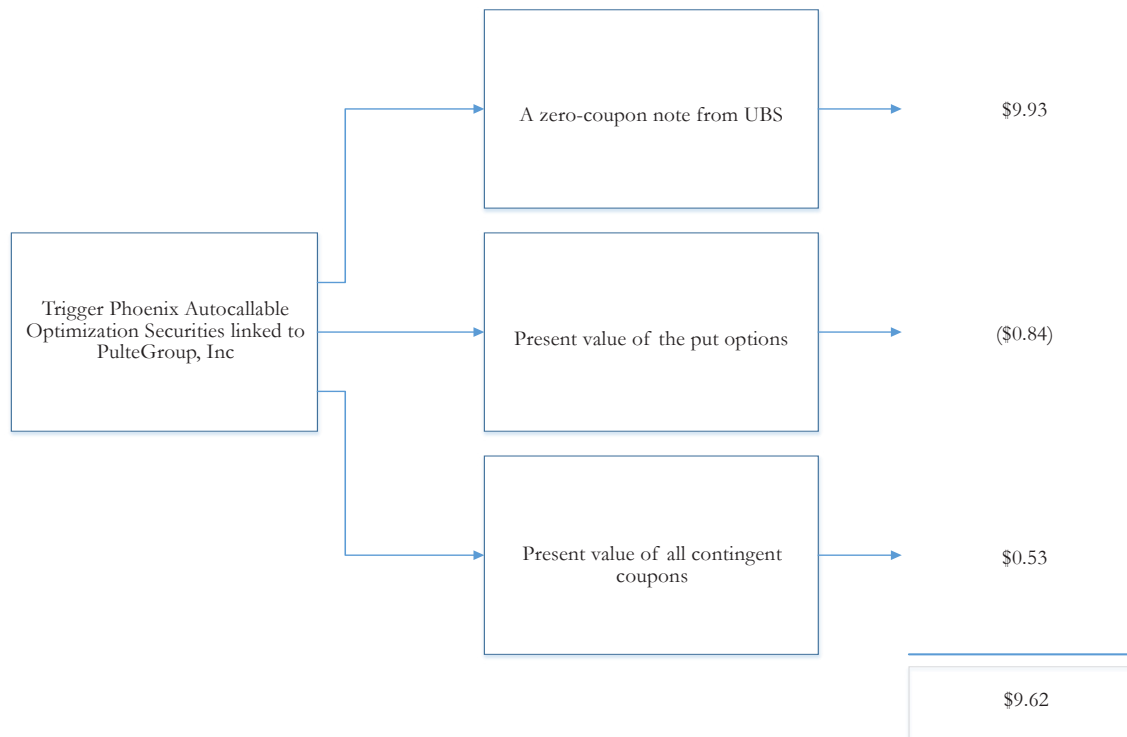 A zero-coupon note from UBS
$9.93
Trigger Phoenix Autocallable
Optimization Securities linked to
PulteGroup, Inc
Present value of the put options
($0.84)
Present value of all contingent
coupons
$0.53
$9.62